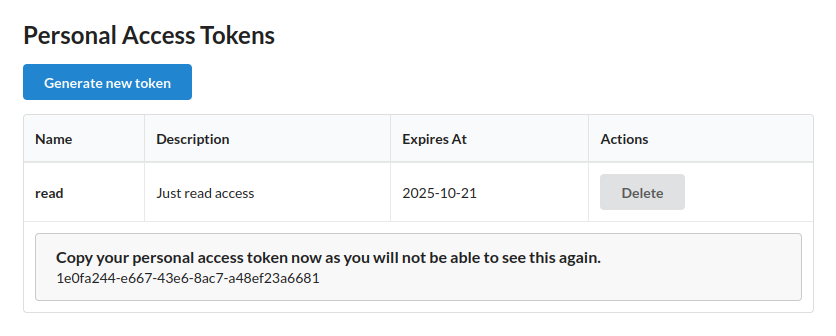 Personal Access Tokens
Generate new token
Name Description Expires At Actions
read Just read access 2025-10-21 Delete
Copy your personal access token now as you will not be able to see this again.
1e0fa244-e667-43e6-8ac7-a48ef23a6681